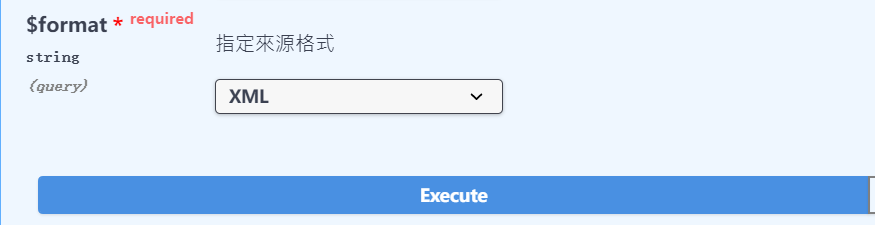 $format * required
指定來源格式
string
(query)
XML
Execute